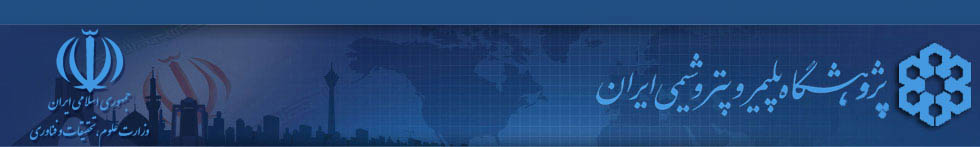 پژوهشگاه پلیمر و پتروشیمی ایران
جمهوری اسلامی ایران
وزارت علوم، تحقیقات و فناوری